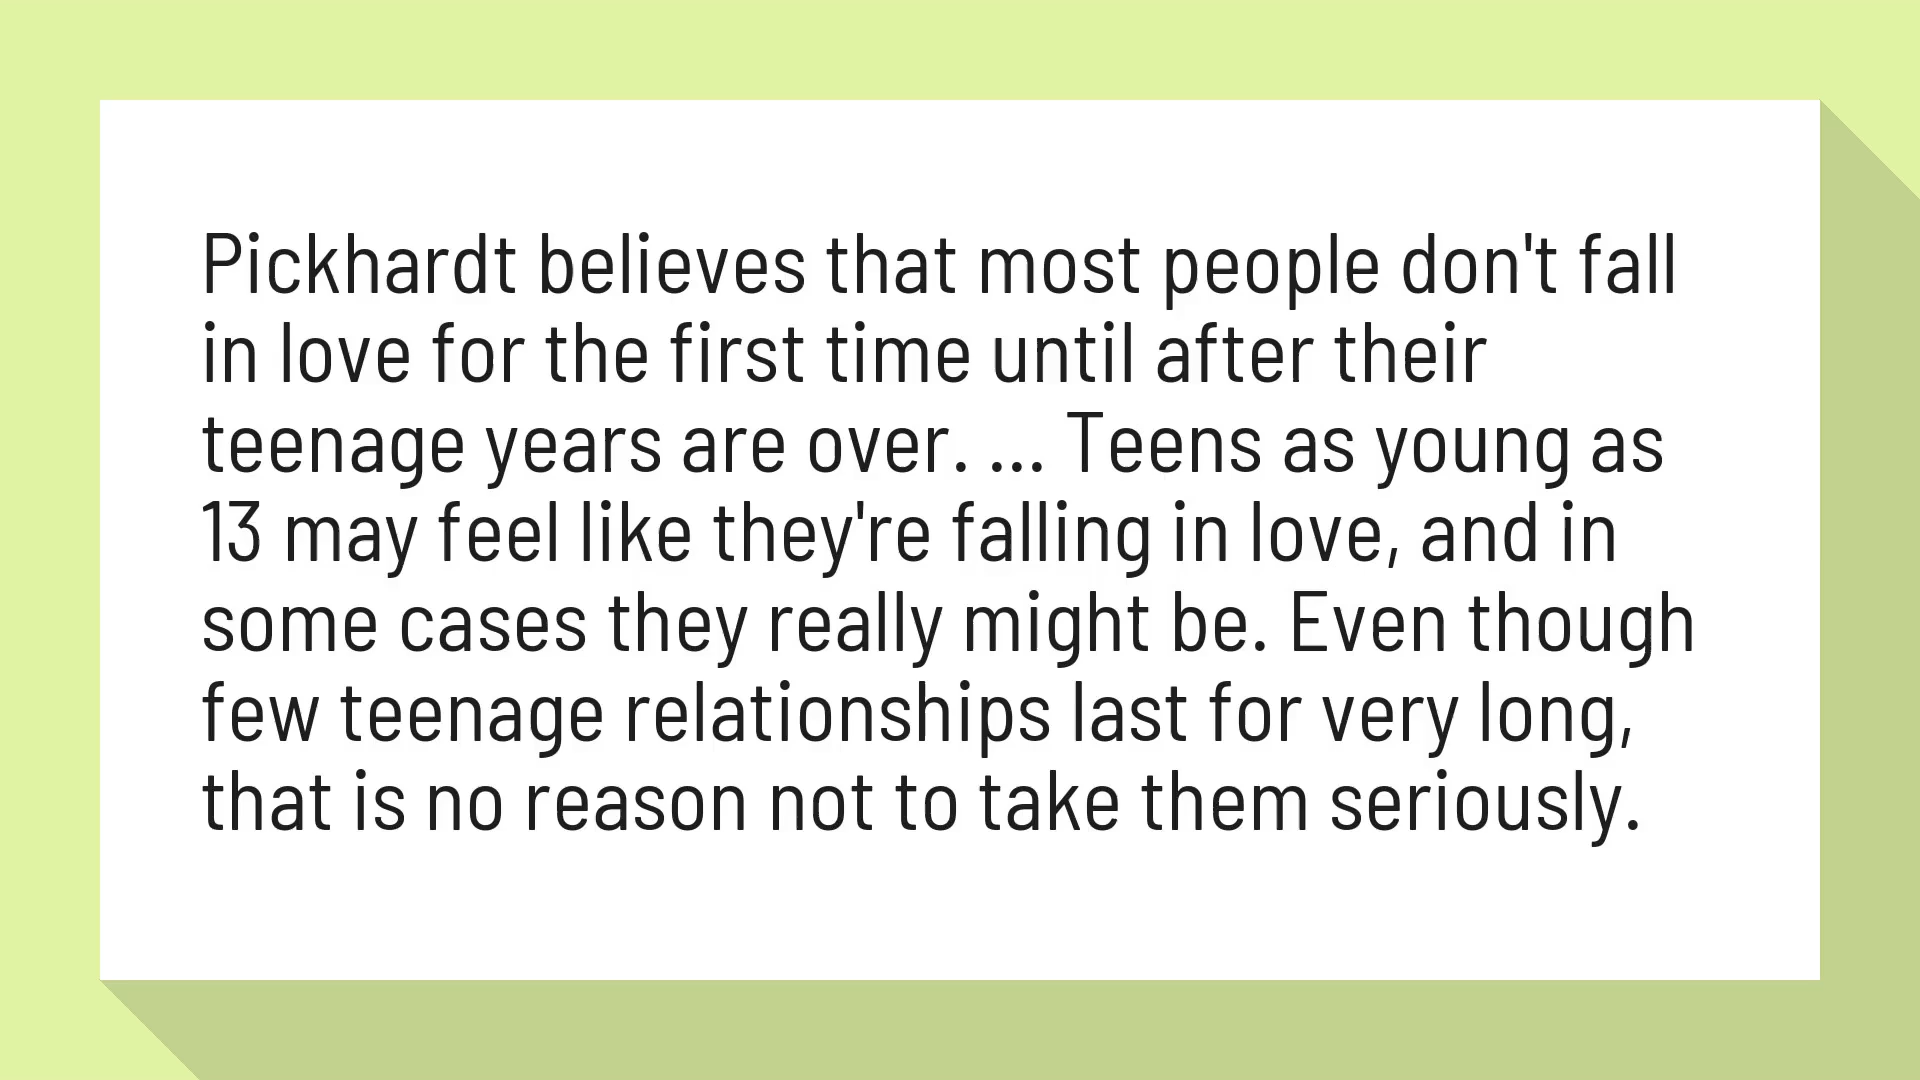 Pickhardt believes that most people don't fall
in love for the first time until after their
teenage years are over. ... Teens as young as
13 may feel like they're falling in love, and in
some cases they really might be. Even though
few teenage relationships last for very long,
that is no reason not to take them seriously.